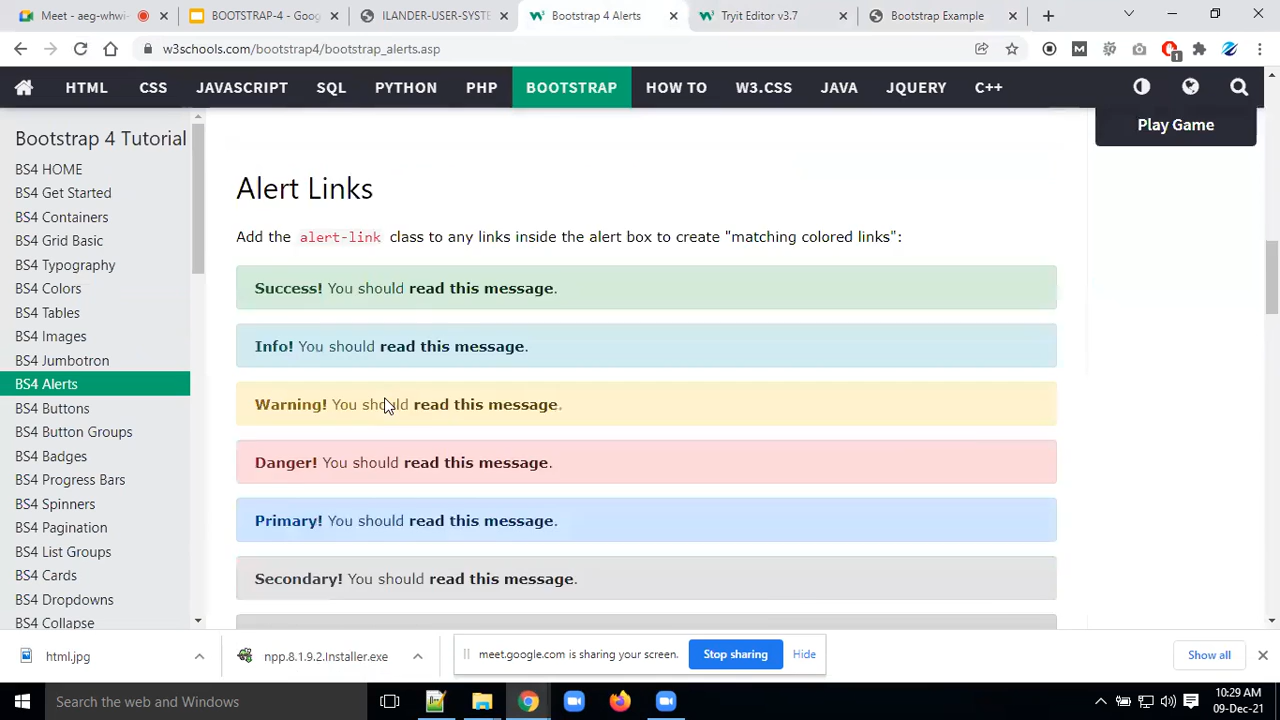 Meet - aeg-whwi-
BOOTSTRAP-4 - Goog
ILANDER-USER-SYSTE
Bootstrap 4 Alerts
Tryit Editor v3.7
Bootstrap Example
w3schools.com/bootstrap4/bootstrap_alerts.asp
1
HTML CSS JAVASCRIPT SQL PYTHON PHP BOOTSTRAP HOW TO W3.CSS JAVA JQUERY C++
Play Game
Bootstrap 4 Tutorial
BS4 HOME
BS4 Get Started
BS4 Containers
BS4 Grid Basic
BS4 Typography
BS4 Colors
BS4 Tables
BS4 Images
BS4 Jumbotron
BS4 Alerts
BS4 Buttons
BS4 Button Groups
BS4 Badges
BS4 Progress Bars
BS4 Spinners
BS4 Pagination
BS4 List Groups
BS4 Cards
BS4 Dropdowns
BS4 Collapse
Alert Links
Add the alert-link class to any links inside the alert box to create "matching colored links":
Success! You should read this message.
Info! You should read this message.
Warning! You should read this message.
Danger! You should read this message.
Primary! You should read this message.
Secondary! You should read this message.
html.jpg
npp.8.1.9.2.Installer.exe
meet.google.com is sharing your screen.
Stop sharing
Hide
Show all
Search the web and Windows
10:29 AM
09-Dec-21